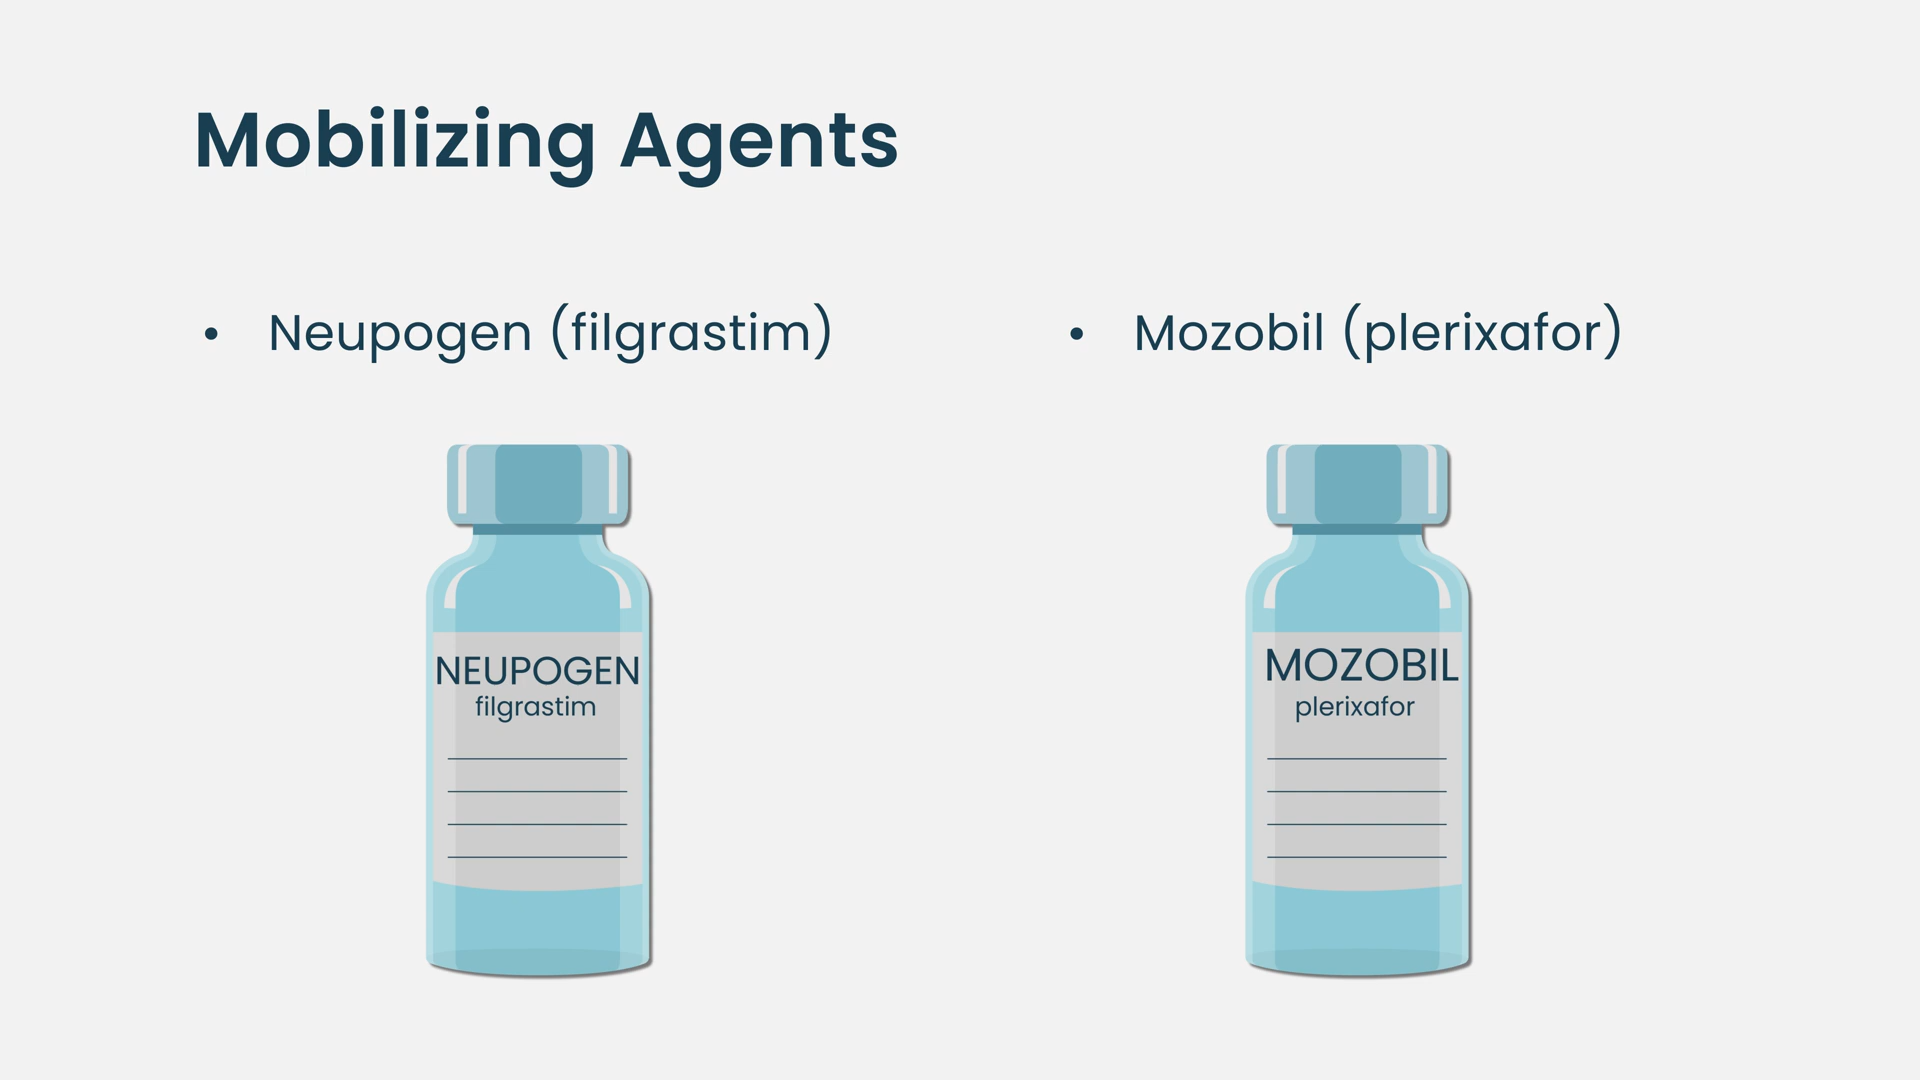 Mobilizing Agents
• Neupogen (filgrastim)
• Mozobil (plerixafor)
NEUPOGEN
filgrastim
MOZOBIL
plerixafor